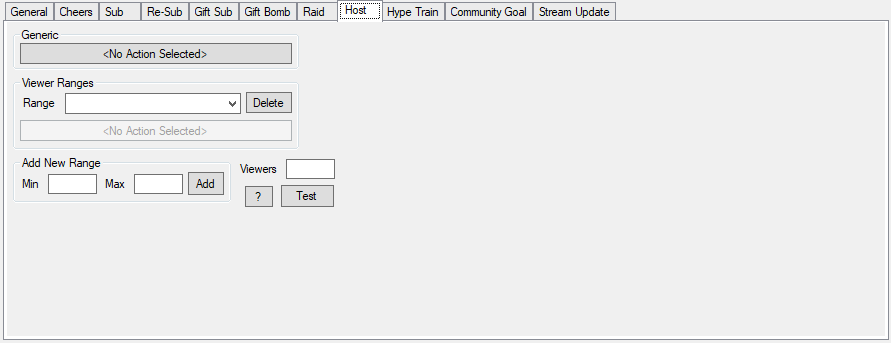 General Cheers Sub Re-Sub Gift Sub Gift Bomb Raid Host Hype Train Community Goal Stream Update
Generic
<No Action Selected>
Viewer Ranges
Range Delete
<No Action Selected>
Add New Range
Min Max Add
Viewers
? Test